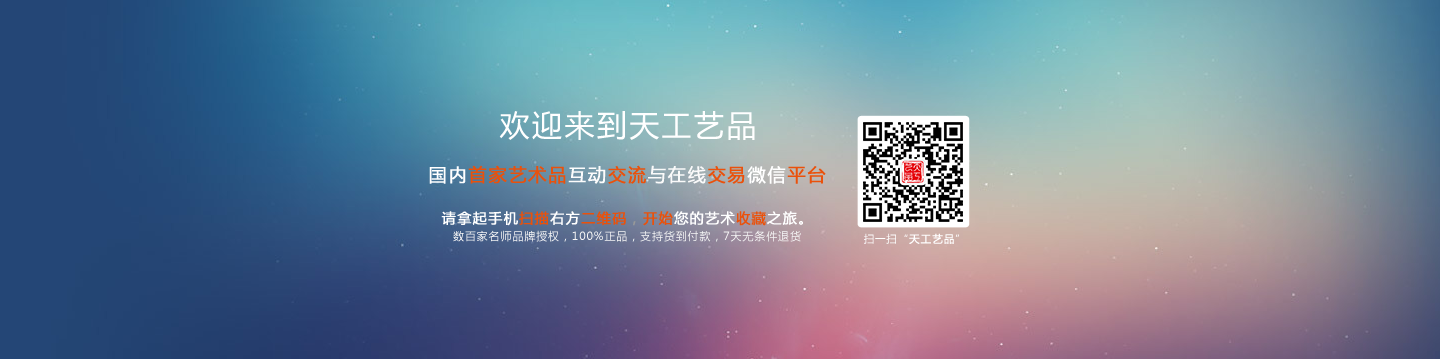 欢迎来到天工艺品
国内首家艺术品互动交流与在线交易微信平台
请拿起手机扫描右方二维码，开始您的艺术收藏之旅。
数百家名师品牌授权，100%正品，支持货到付款，7天无条件退货
扫一扫“天工艺品”